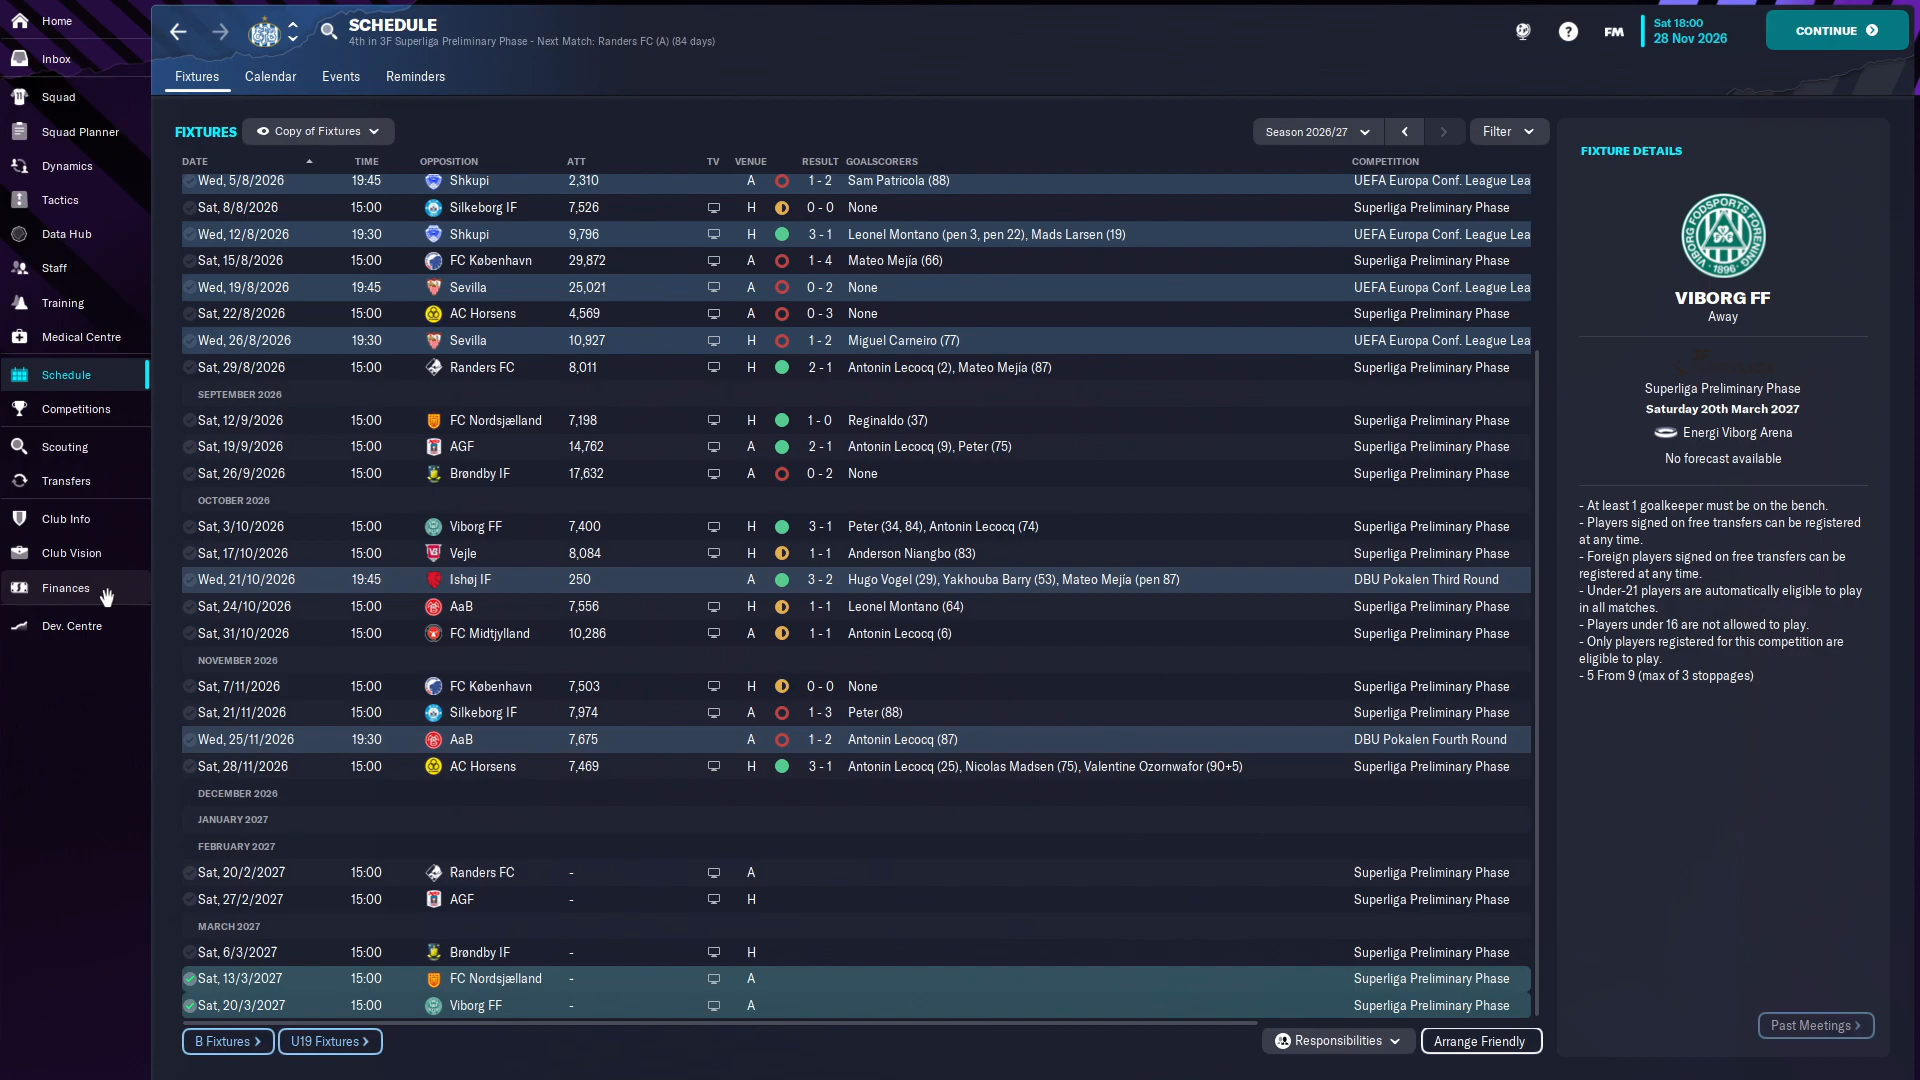 Home
Inbox
Squad
Squad Planner
Dynamics
Tactics
Data Hub
Staff
Training
Medical Centre
Schedule
Competitions
Scouting
Transfers
Club Info
Club Vision
Finances
Dev. Centre
SCHEDULE
4th in 3F Superliga Preliminary Phase - Next Match: Randers FC (A) (84 days)
FM
Sat 18:00
28 Nov 2026
CONTINUE
Fixtures Calendar Events Reminders
FIXTURES Copy of Fixtures Season 2026/27 Filter
DATE TIME OPPOSITION ATT TV VENUE RESULT GOALSCORERS COMPETITION
Wed, 5/8/2026 19:45 Shkupi 2,310 A 1 - 2 Sam Patricola (88) UEFA Europa Conf. League Lea
Sat, 8/8/2026 15:00 Silkeborg IF 7,526 H 0 - 0 None Superliga Preliminary Phase
Wed, 12/8/2026 19:30 Shkupi 9,796 H 3 - 1 Leonel Montano (pen 3, pen 22), Mads Larsen (19) UEFA Europa Conf. League Lea
Sat, 15/8/2026 15:00 FC København 29,872 A 1 - 4 Mateo Mejía (66) Superliga Preliminary Phase
Wed, 19/8/2026 19:45 Sevilla 25,021 A 0 - 2 None UEFA Europa Conf. League Lea
Sat, 22/8/2026 15:00 AC Horsens 4,569 A 0 - 3 None Superliga Preliminary Phase
Wed, 26/8/2026 19:30 Sevilla 10,927 H 1 - 2 Miguel Carneiro (77) UEFA Europa Conf. League Lea
Sat, 29/8/2026 15:00 Randers FC 8,011 H 2 - 1 Antonin Lecocq (2), Mateo Mejía (87) Superliga Preliminary Phase
SEPTEMBER 2026
Sat, 12/9/2026 15:00 FC Nordsjælland 7,198 H 1 - 0 Reginaldo (37) Superliga Preliminary Phase
Sat, 19/9/2026 15:00 AGF 14,762 A 2 - 1 Antonin Lecocq (9), Peter (75) Superliga Preliminary Phase
Sat, 26/9/2026 15:00 Brøndby IF 17,632 A 0 - 2 None Superliga Preliminary Phase
OCTOBER 2026
Sat, 3/10/2026 15:00 Viborg FF 7,400 H 3 - 1 Peter (34, 84), Antonin Lecocq (74) Superliga Preliminary Phase
Sat, 17/10/2026 15:00 Vejle 8,084 H 1 - 1 Anderson Niangbo (83) Superliga Preliminary Phase
Wed, 21/10/2026 19:45 Ishøj IF 250 A 3 - 2 Hugo Vogel (29), Yakhouba Barry (53), Mateo Mejía (pen 87) DBU Pokalen Third Round
Sat, 24/10/2026 15:00 AaB 7,556 H 1 - 1 Leonel Montano (64) Superliga Preliminary Phase
Sat, 31/10/2026 15:00 FC Midtjylland 10,286 A 1 - 1 Antonin Lecocq (6) Superliga Preliminary Phase
NOVEMBER 2026
Sat, 7/11/2026 15:00 FC København 7,503 H 0 - 0 None Superliga Preliminary Phase
Sat, 21/11/2026 15:00 Silkeborg IF 7,974 A 1 - 3 Peter (88) Superliga Preliminary Phase
Wed, 25/11/2026 19:30 AaB 7,675 A 1 - 2 Antonin Lecocq (87) DBU Pokalen Fourth Round
Sat, 28/11/2026 15:00 AC Horsens 7,469 H 3 - 1 Antonin Lecocq (25), Nicolas Madsen (75), Valentine Ozornwafor (90+5) Superliga Preliminary Phase
DECEMBER 2026
JANUARY 2027
FEBRUARY 2027
Sat, 20/2/2027 15:00 Randers FC - A Superliga Preliminary Phase
Sat, 27/2/2027 15:00 AGF - H Superliga Preliminary Phase
MARCH 2027
Sat, 6/3/2027 15:00 Brøndby IF - H Superliga Preliminary Phase
Sat, 13/3/2027 15:00 FC Nordsjælland - A Superliga Preliminary Phase
Sat, 20/3/2027 15:00 Viborg FF - A Superliga Preliminary Phase
B Fixtures > U19 Fixtures > Responsibilities Arrange Friendly
FIXTURE DETAILS
VIBORG FODSPORTS FORENING
1896
VIBORG FF
Away
Superliga Preliminary Phase
Saturday 20th March 2027
Energi Viborg Arena
No forecast available
- At least 1 goalkeeper must be on the bench.
- Players signed on free transfers can be registered
at any time.
- Foreign players signed on free transfers can be
registered at any time.
- Under-21 players are automatically eligible to play
in all matches.
- Players under 16 are not allowed to play.
- Only players registered for this competition are
eligible to play.
- 5 From 9 (max of 3 stoppages)
Past Meetings >